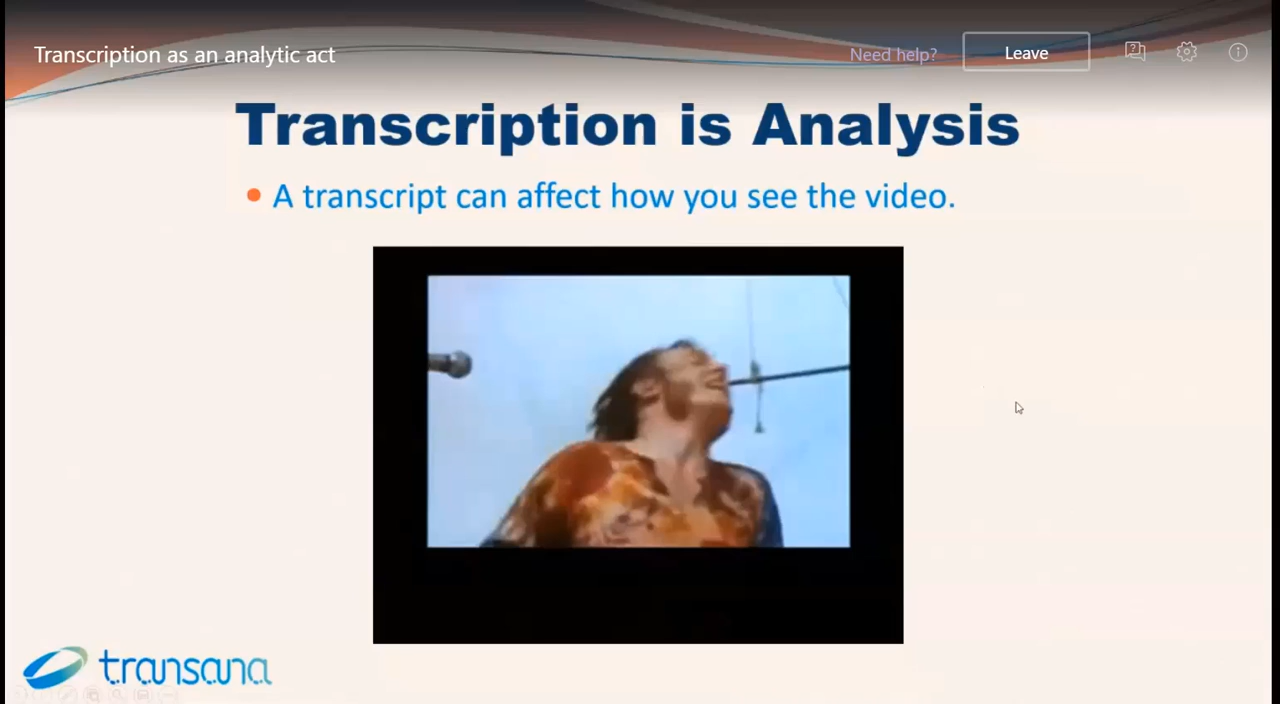 Transcription as an analytic act
Need help?
Leave
Transcription is Analysis
A transcript can affect how you see the video.
transana